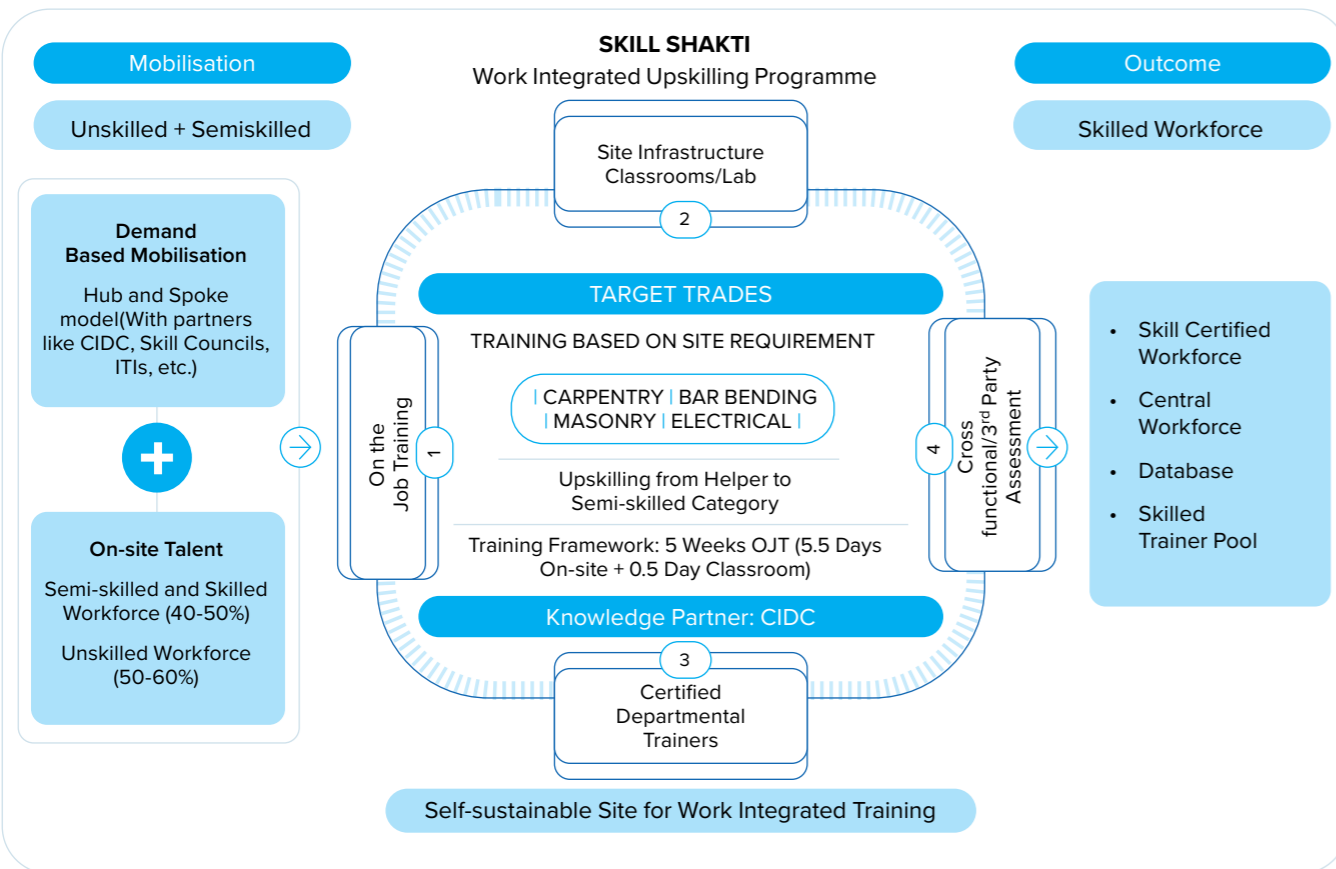 SKILL SHAKTI
Work Integrated Upskilling Programme
Mobilisation
Unskilled + Semiskilled
Demand
Based Mobilisation
Hub and Spoke
model(With partners
like CIDC, Skill Councils,
ITIs, etc.)
+
On-site Talent
Semi-skilled and Skilled
Workforce (40-50%)
Unskilled Workforce
(50-60%)
On the
Job Training
1
Site Infrastructure
Classrooms/Lab
2
TARGET TRADES
TRAINING BASED ON SITE REQUIREMENT
| CARPENTRY | BAR BENDING
| MASONRY | ELECTRICAL |
Upskilling from Helper to
Semi-skilled Category
Training Framework: 5 Weeks OJT (5.5 Days
On-site + 0.5 Day Classroom)
Knowledge Partner: CIDC
3
Certified
Departmental
Trainers
4
Cross
functional/3rd Party
Assessment
Self-sustainable Site for Work Integrated Training
Outcome
Skilled Workforce
• Skill Certified
Workforce
• Central
Workforce
• Database
• Skilled
Trainer Pool